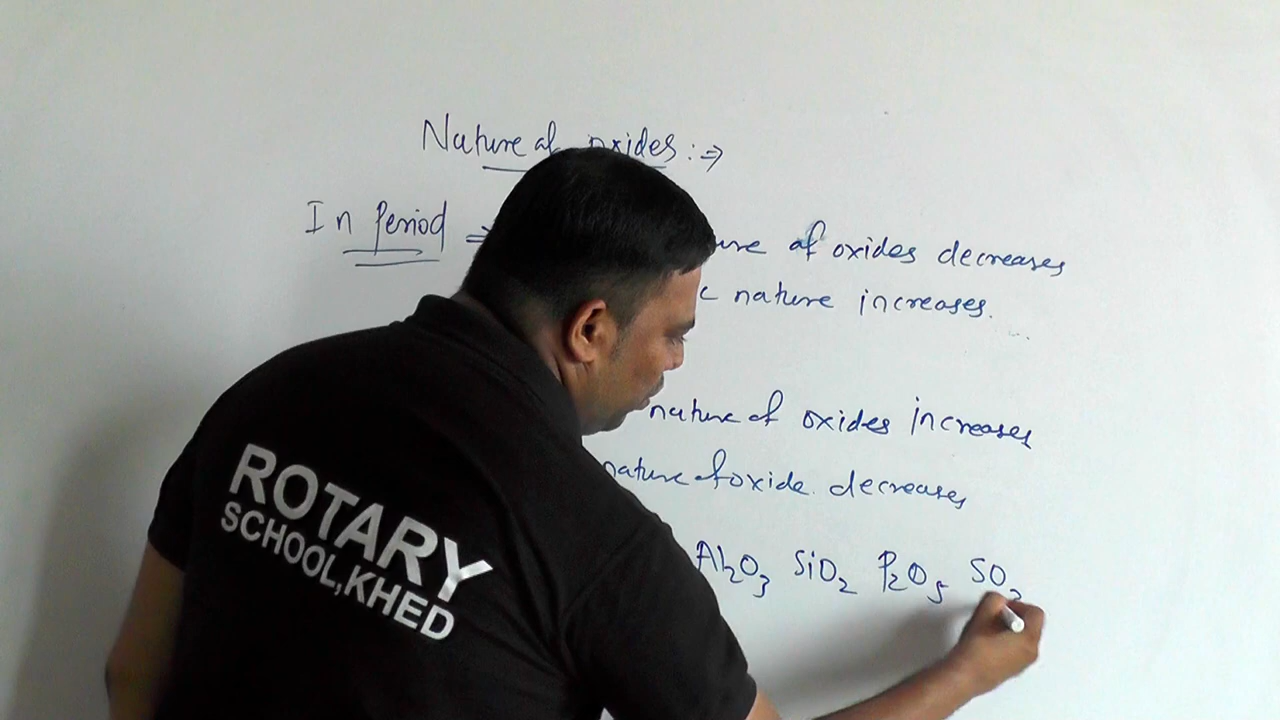 Nature of oxides :⇒
In Period ⇒ ure of oxides decreases
c nature increases.
nature of oxides increases
nature of oxide. decreases
Al2O3 SiO2 P2O5 SO3
ROTARY
SCHOOL,KHED